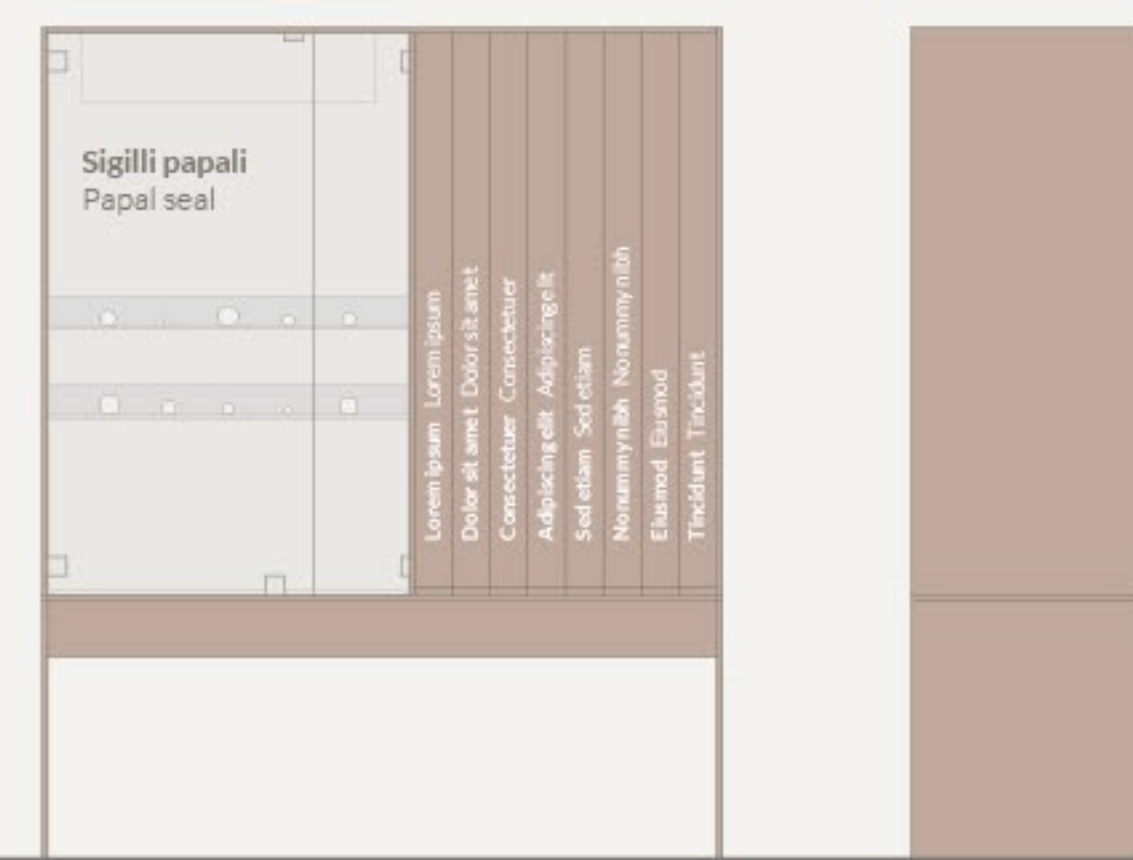 Sigilli papali
Papal seal
Lorem ipsum Lorem ipsum
Dolor sit amet Dolor sit amet
Consectetuer Consectetuer
Adipiscing elit Adipiscing elit
Sed etiam Sed etiam
Nonummy nibh Nonummy nibh
Eiusmod Eiusmod
Tincidunt Tincidunt